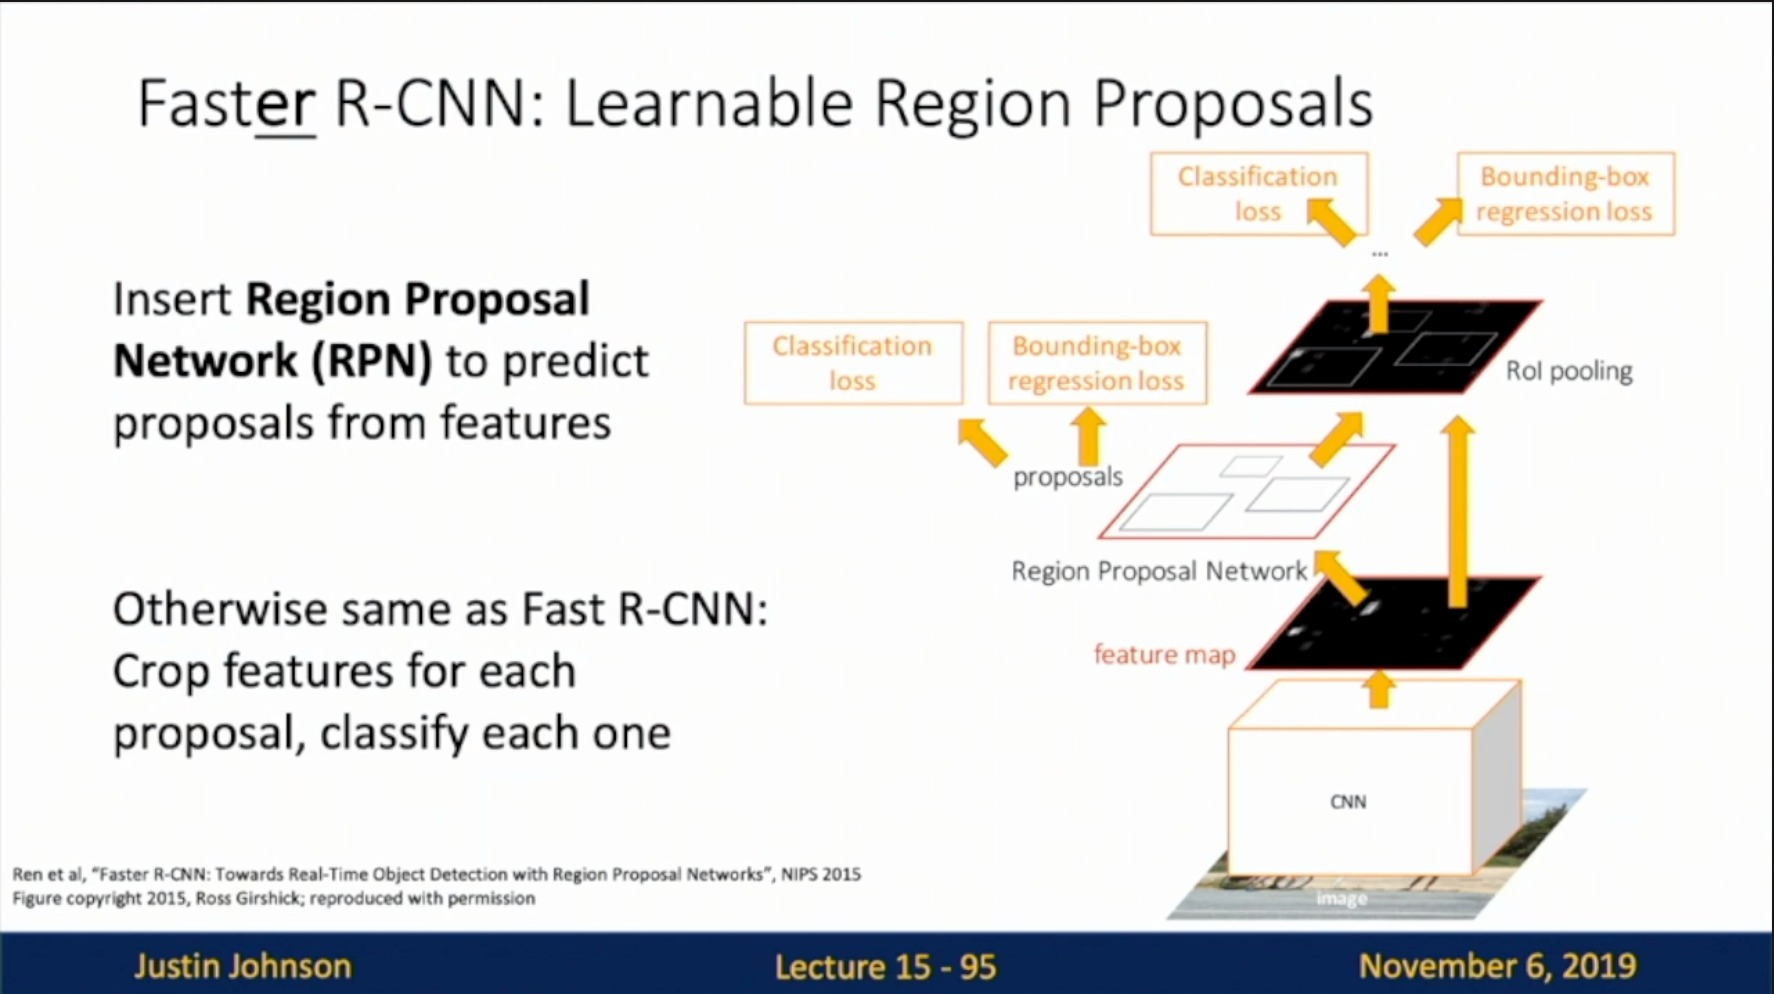 Faster R-CNN: Learnable Region Proposals
Insert Region Proposal
Network (RPN) to predict
proposals from features
Otherwise same as Fast R-CNN:
Crop features for each
proposal, classify each one
Classification
loss
Bounding-box
regression loss
...
RoI pooling
Classification
loss
Bounding-box
regression loss
proposals
Region Proposal Network
feature map
CNN
image
Ren et al, “Faster R-CNN: Towards Real-Time Object Detection with Region Proposal Networks”, NIPS 2015
Figure copyright 2015, Ross Girshick; reproduced with permission
Justin Johnson
Lecture 15 - 95
November 6, 2019